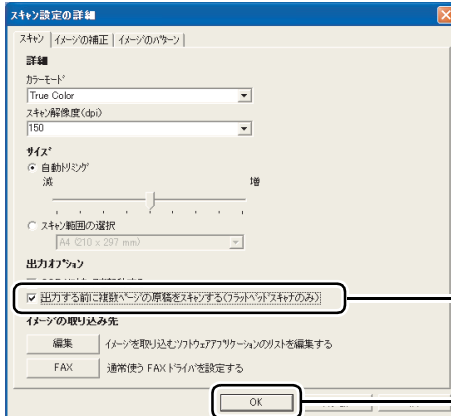 スキャン設定の詳細
スキャン イメージの補正 イメージのパターン
詳細
カラーモード
True Color
スキャン解像度(dpi)
150
サイズ
自動トリミング
減 増
スキャン範囲の選択
A4 (210 x 297 mm)
出力オプション
出力する前に複数ページの原稿をスキャンする(フラットベッドスキャナのみ)
イメージの取り込み先
編集 イメージを取り込むソフトウェアアプリケーションのリストを編集する
FAX 通常使う FAX ドライバを設定する
OK